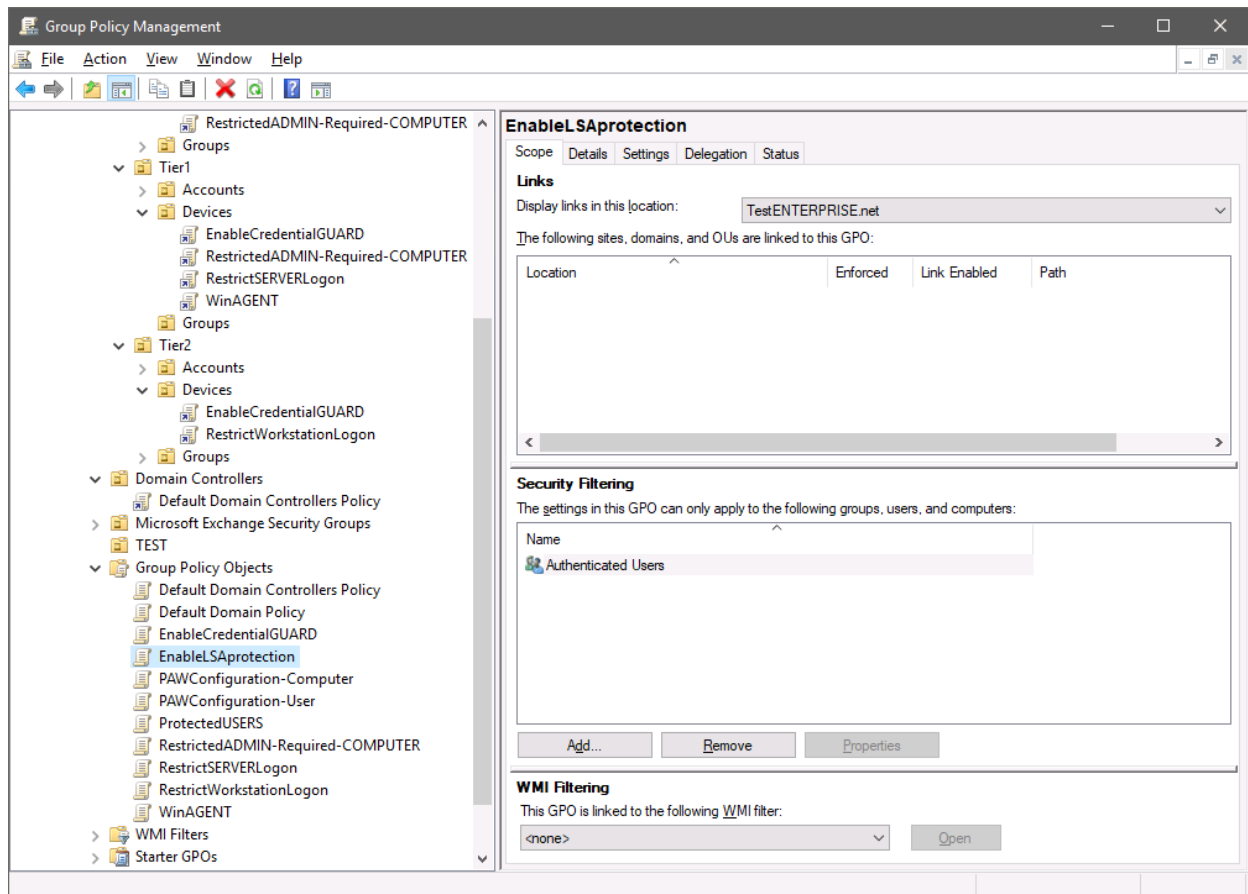 Group Policy Management
File Action View Window Help
RestrictedADMIN-Required-COMPUTER
Groups
Tier1
Accounts
Devices
EnableCredentialGUARD
RestrictedADMIN-Required-COMPUTER
RestrictSERVERLogon
WinAGENT
Groups
Tier2
Accounts
Devices
EnableCredentialGUARD
RestrictWorkstationLogon
Groups
Domain Controllers
Default Domain Controllers Policy
Microsoft Exchange Security Groups
TEST
Group Policy Objects
Default Domain Controllers Policy
Default Domain Policy
EnableCredentialGUARD
EnableLSAprotection
PAWConfiguration-Computer
PAWConfiguration-User
ProtectedUSERS
RestrictedADMIN-Required-COMPUTER
RestrictSERVERLogon
RestrictWorkstationLogon
WinAGENT
WMI Filters
Starter GPOs
EnableLSAprotection
Scope Details Settings Delegation Status
Links
Display links in this location: TestENTERPRISE.net
The following sites, domains, and OUs are linked to this GPO:
Location Enforced Link Enabled Path
Security Filtering
The settings in this GPO can only apply to the following groups, users, and computers:
Name
Authenticated Users
Add... Remove Properties
WMI Filtering
This GPO is linked to the following WMI filter:
<none> Open